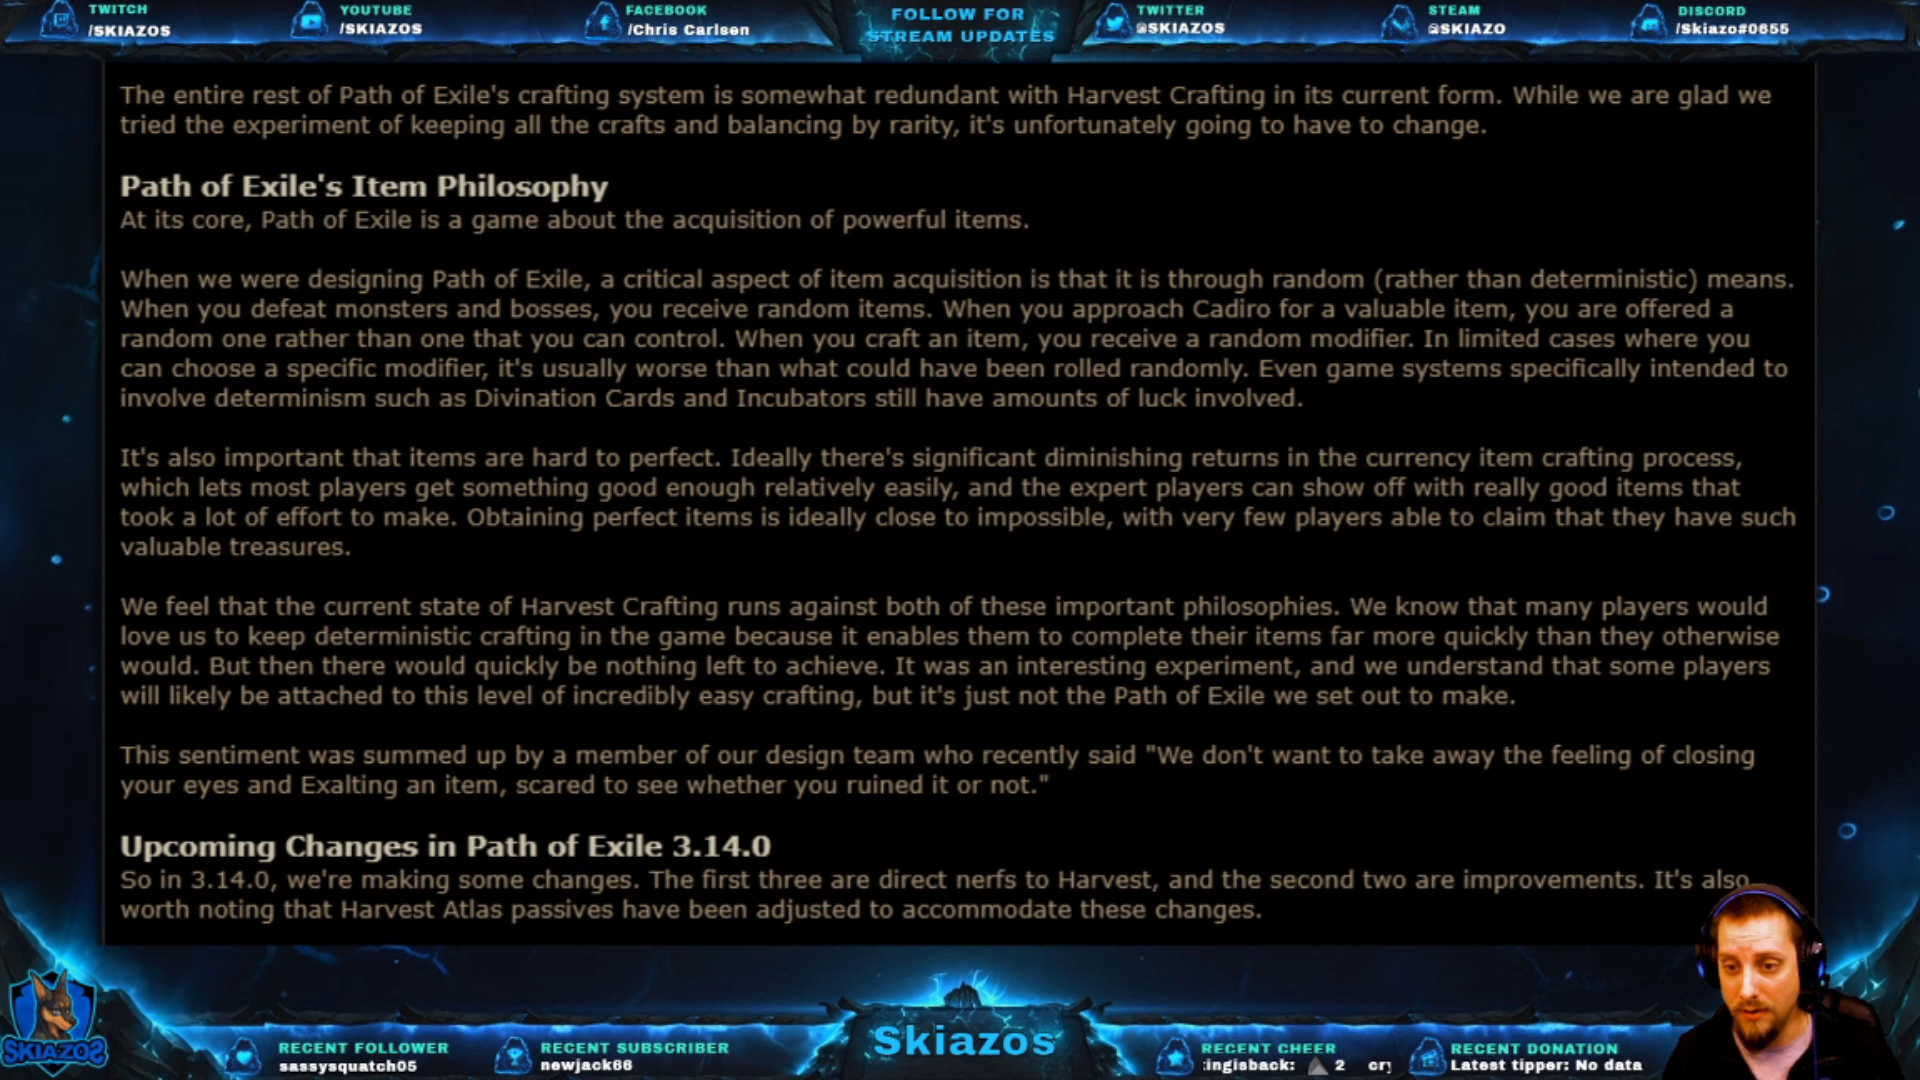 TWITCH
/SKIAZOS
YOUTUBE
/SKIAZOS
FACEBOOK
/Chris Carlsen
FOLLOW FOR
STREAM UPDATES
TWITTER
@SKIAZOS
STEAM
@SKIAZO
DISCORD
/Skiazo#0655
The entire rest of Path of Exile's crafting system is somewhat redundant with Harvest Crafting in its current form. While we are glad we
tried the experiment of keeping all the crafts and balancing by rarity, it's unfortunately going to have to change.
Path of Exile's Item Philosophy
At its core, Path of Exile is a game about the acquisition of powerful items.
When we were designing Path of Exile, a critical aspect of item acquisition is that it is through random (rather than deterministic) means.
When you defeat monsters and bosses, you receive random items. When you approach Cadiro for a valuable item, you are offered a
random one rather than one that you can control. When you craft an item, you receive a random modifier. In limited cases where you
can choose a specific modifier, it's usually worse than what could have been rolled randomly. Even game systems specifically intended to
involve determinism such as Divination Cards and Incubators still have amounts of luck involved.
It's also important that items are hard to perfect. Ideally there's significant diminishing returns in the currency item crafting process,
which lets most players get something good enough relatively easily, and the expert players can show off with really good items that
took a lot of effort to make. Obtaining perfect items is ideally close to impossible, with very few players able to claim that they have such
valuable treasures.
We feel that the current state of Harvest Crafting runs against both of these important philosophies. We know that many players would
love us to keep deterministic crafting in the game because it enables them to complete their items far more quickly than they otherwise
would. But then there would quickly be nothing left to achieve. It was an interesting experiment, and we understand that some players
will likely be attached to this level of incredibly easy crafting, but it's just not the Path of Exile we set out to make.
This sentiment was summed up by a member of our design team who recently said "We don't want to take away the feeling of closing
your eyes and Exalting an item, scared to see whether you ruined it or not."
Upcoming Changes in Path of Exile 3.14.0
So in 3.14.0, we're making some changes. The first three are direct nerfs to Harvest, and the second two are improvements. It's also
worth noting that Harvest Atlas passives have been adjusted to accommodate these changes.
SKIAZOS
RECENT FOLLOWER
sassysquatch05
RECENT SUBSCRIBER
newjack66
Skiazos
RECENT CHEER
ingisback: 2 cry
RECENT DONATION
Latest tipper: No data